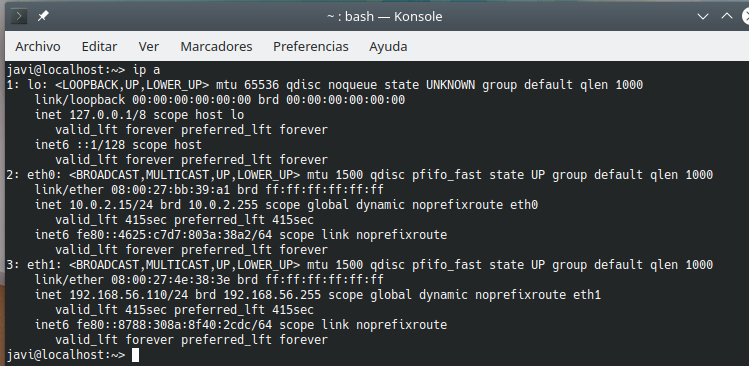 ~ : bash — Konsole
Archivo Editar Ver Marcadores Preferencias Ayuda
javi@localhost:~> ip a
1: lo: <LOOPBACK,UP,LOWER_UP> mtu 65536 qdisc noqueue state UNKNOWN group default qlen 1000
    link/loopback 00:00:00:00:00:00 brd 00:00:00:00:00:00
    inet 127.0.0.1/8 scope host lo
       valid_lft forever preferred_lft forever
    inet6 ::1/128 scope host
       valid_lft forever preferred_lft forever
2: eth0: <BROADCAST,MULTICAST,UP,LOWER_UP> mtu 1500 qdisc pfifo_fast state UP group default qlen 1000
    link/ether 08:00:27:bb:39:a1 brd ff:ff:ff:ff:ff:ff
    inet 10.0.2.15/24 brd 10.0.2.255 scope global dynamic noprefixroute eth0
       valid_lft 415sec preferred_lft 415sec
    inet6 fe80::4625:c7d7:803a:38a2/64 scope link noprefixroute
       valid_lft forever preferred_lft forever
3: eth1: <BROADCAST,MULTICAST,UP,LOWER_UP> mtu 1500 qdisc pfifo_fast state UP group default qlen 1000
    link/ether 08:00:27:4e:38:3e brd ff:ff:ff:ff:ff:ff
    inet 192.168.56.110/24 brd 192.168.56.255 scope global dynamic noprefixroute eth1
       valid_lft 415sec preferred_lft 415sec
    inet6 fe80::8788:308a:8f40:2cdc/64 scope link noprefixroute
       valid_lft forever preferred_lft forever
javi@localhost:~>